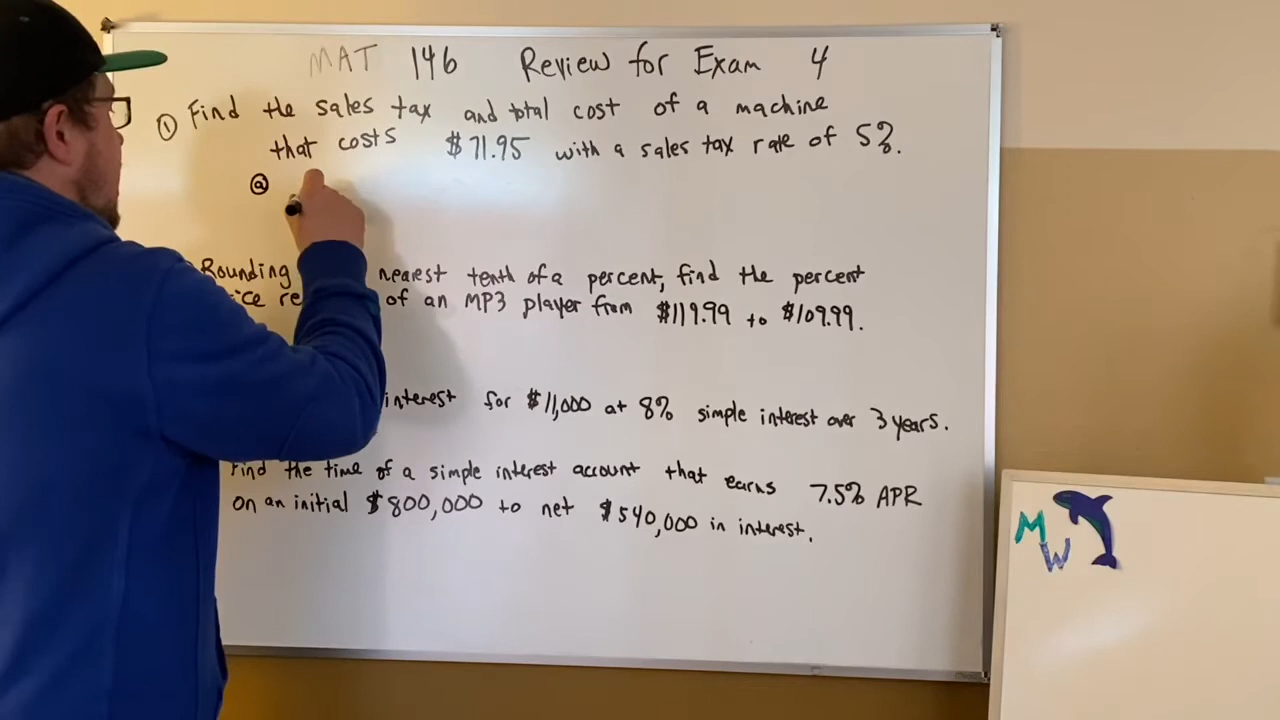 MAT 146 Review for Exam 4
① Find the sales tax and total cost of a machine
that costs $71.95 with a sales tax rate of 5%.
ⓐ
Rounding nearest tenth of a percent, find the percent
of an MP3 player from $119.99 to $109.99.
interest for $11,000 at 8% simple interest over 3 years.
Find the time of a simple interest account that earns 7.5% APR
on an initial $800,000 to net $540,000 in interest.
M
W